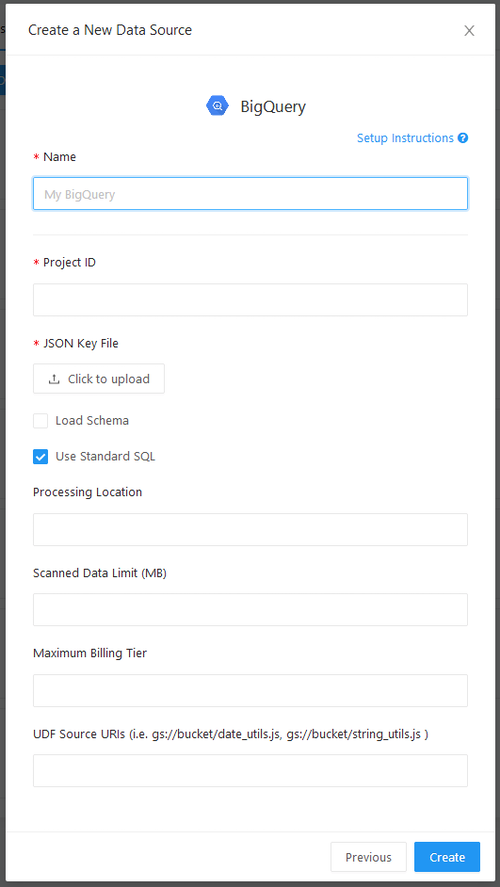 Create a New Data Source
BigQuery
Setup Instructions
* Name
My BigQuery
* Project ID
* JSON Key File
Click to upload
Load Schema
Use Standard SQL
Processing Location
Scanned Data Limit (MB)
Maximum Billing Tier
UDF Source URIs (i.e. gs://bucket/date_utils.js, gs://bucket/string_utils.js )
Previous
Create